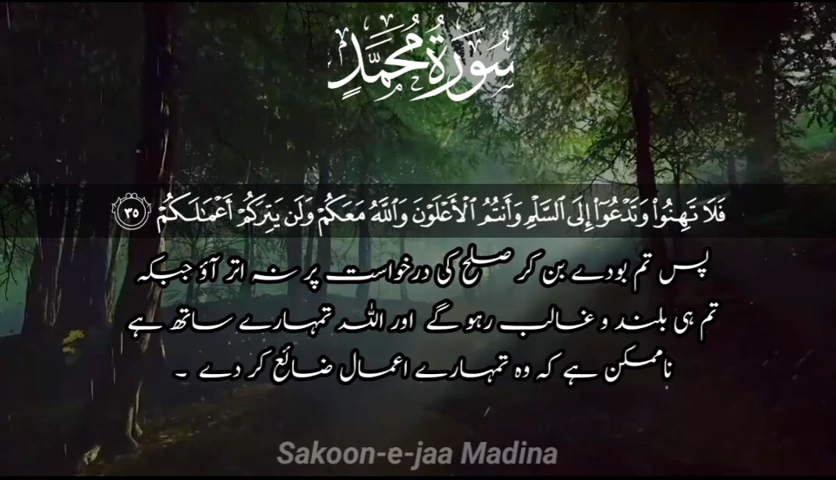 سُورَةُ مُحَمَّدٍ
فَلَا تَهِنُوا۟ وَتَدْعُوٓا۟ إِلَى ٱلسَّلْمِ وَأَنتُمُ ٱلْأَعْلَوْنَ وَٱللَّهُ مَعَكُمْ وَلَن يَتِرَكُمْ أَعْمَٰلَكُمْ ٣٥
پس تم بودے بن کر صلح کی درخواست پر نہ اتر آؤ جبکہ
تم ہی بلند و غالب رہو گے اور اللہ تمہارے ساتھ ہے
ناممکن ہے کہ وہ تمہارے اعمال ضائع کر دے ۔
Sakoon-e-jaa Madina